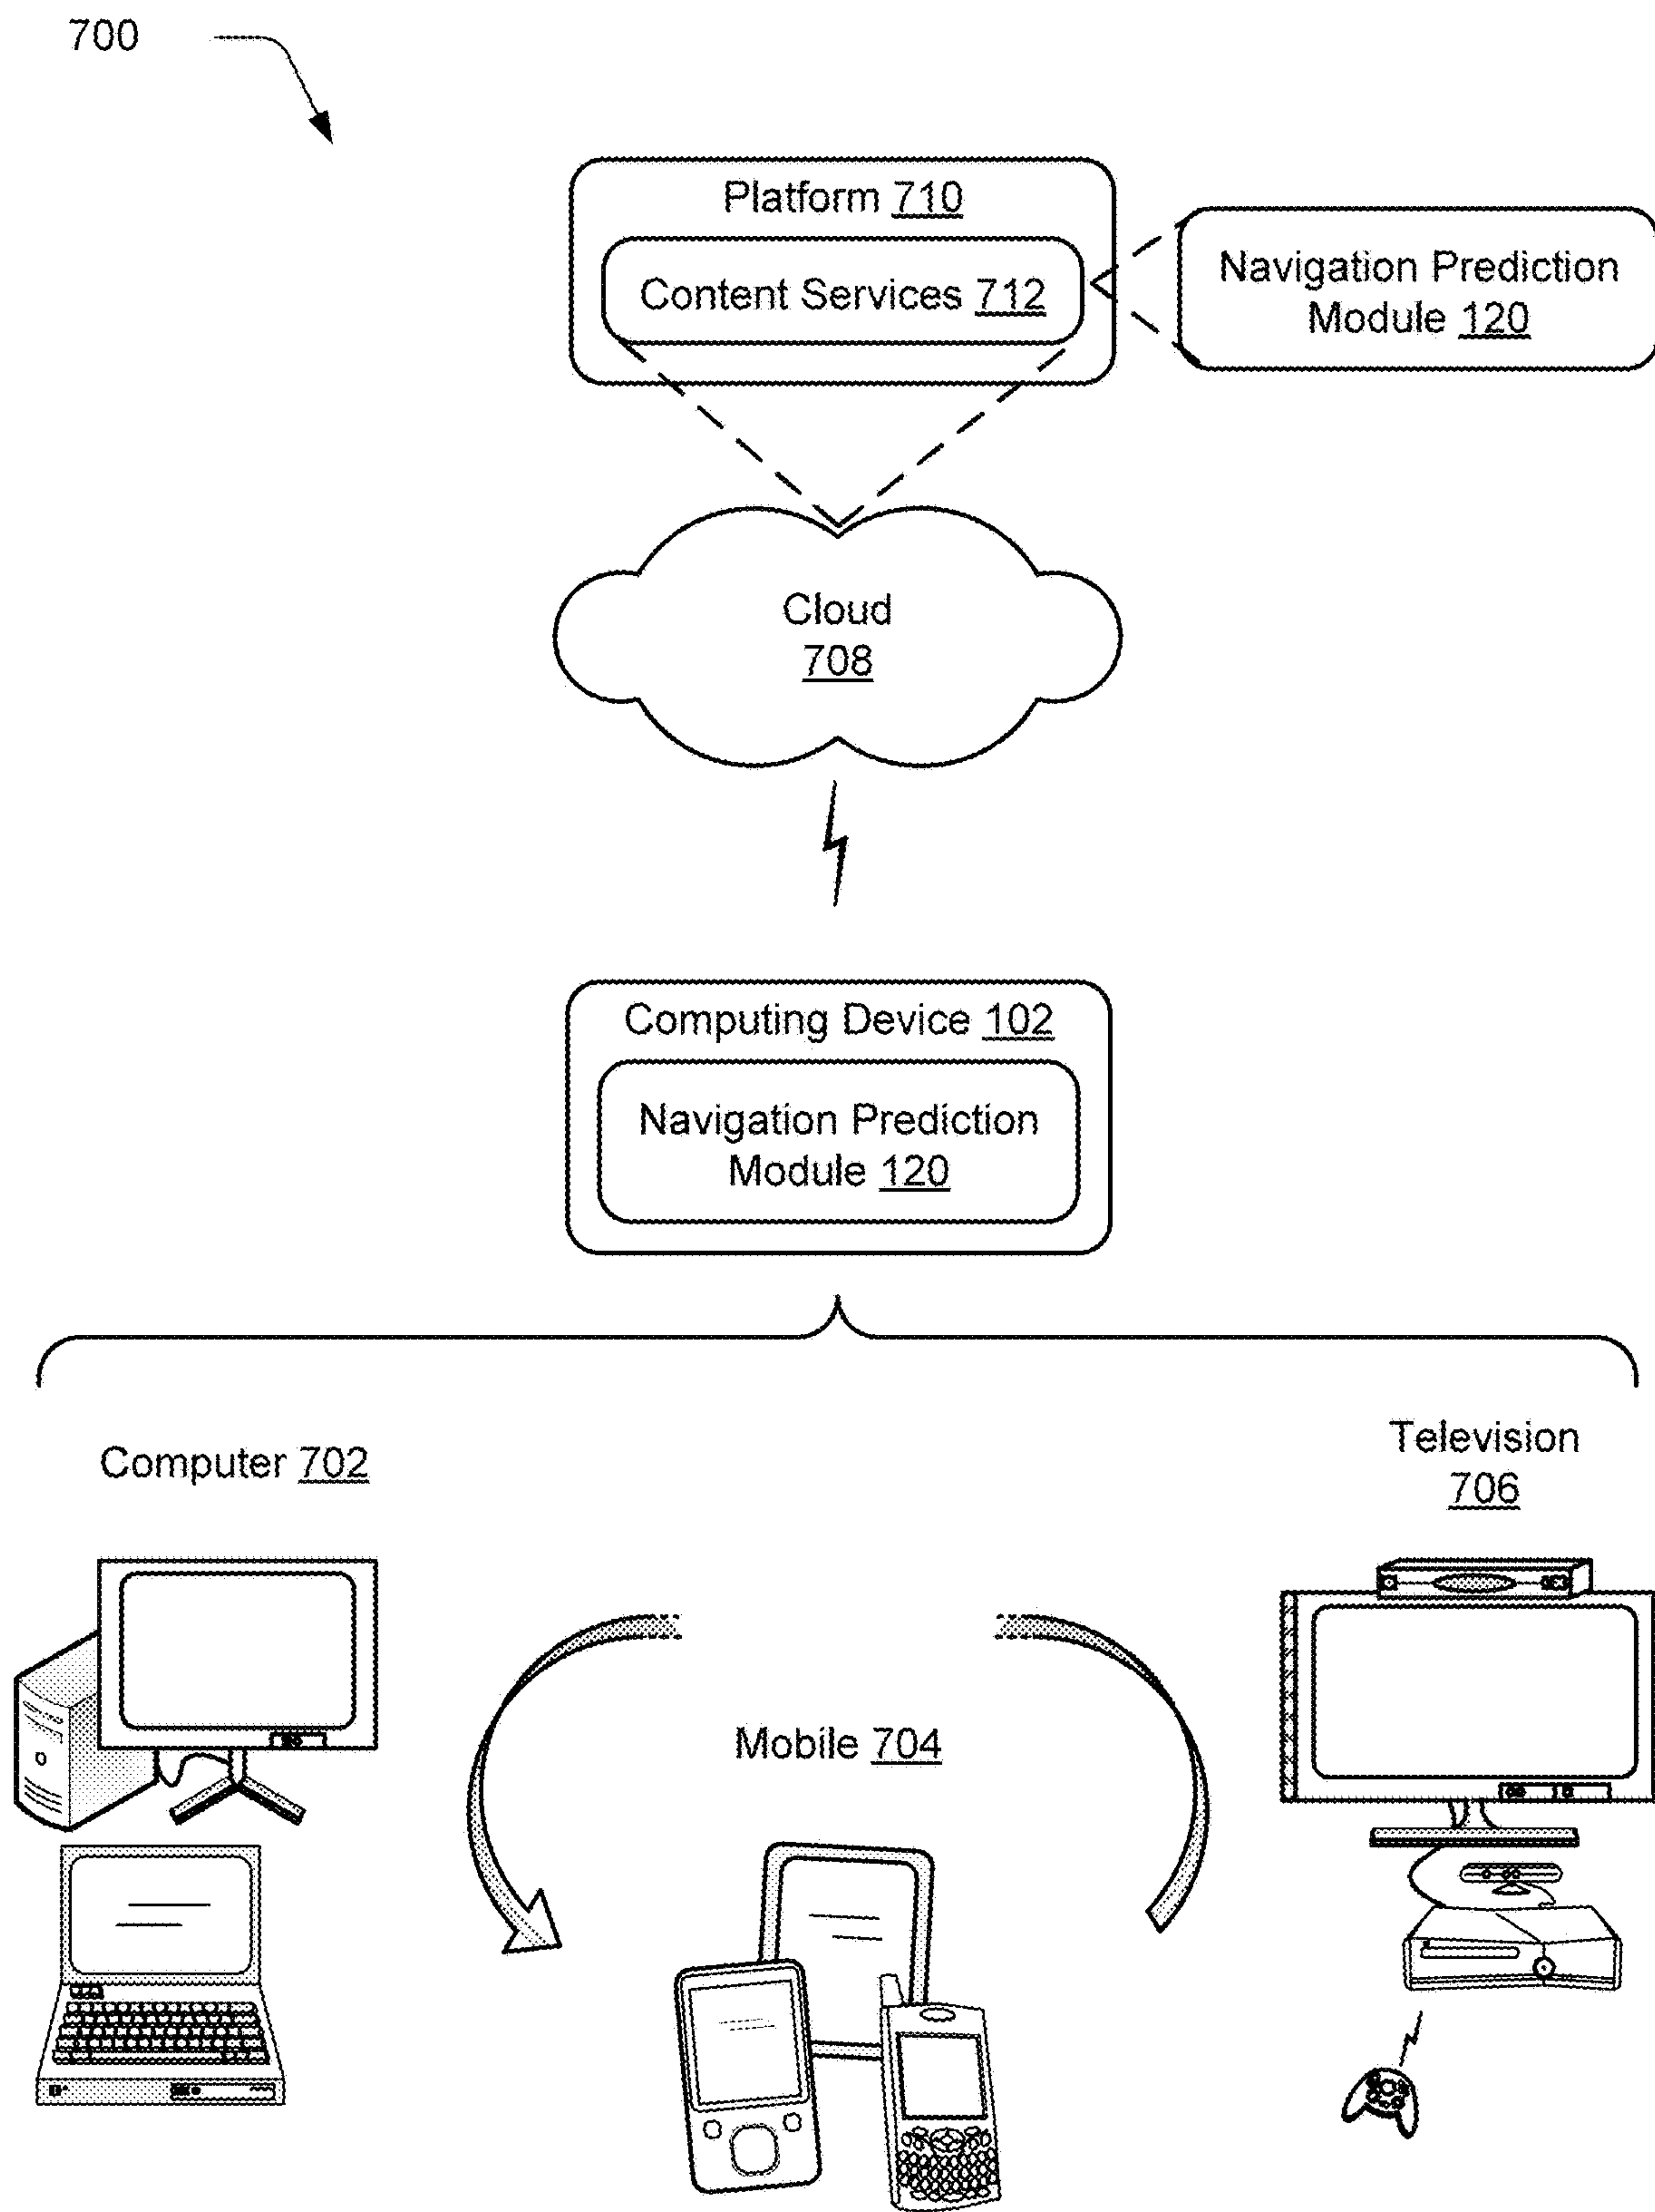 700
Platform 710
Content Services 712
Navigation Prediction
Module 120
Cloud
708
Computing Device 102
Navigation Prediction
Module 120
Computer 702
Television
706
Mobile 704